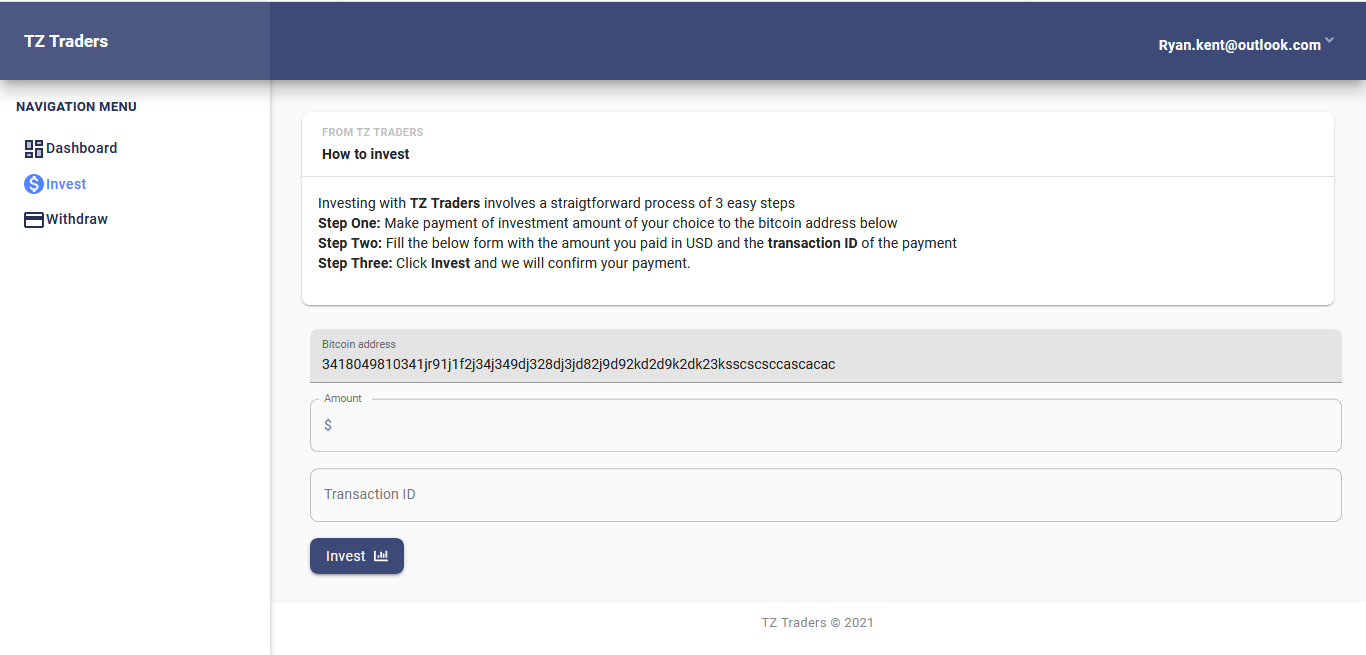 TZ Traders
Ryan.kent@outlook.com
NAVIGATION MENU
Dashboard
Invest
Withdraw
FROM TZ TRADERS
How to invest
Investing with TZ Traders involves a straigtforward process of 3 easy steps
Step One: Make payment of investment amount of your choice to the bitcoin address below
Step Two: Fill the below form with the amount you paid in USD and the transaction ID of the payment
Step Three: Click Invest and we will confirm your payment.
Bitcoin address
3418049810341jr91j1f2j34j349dj328dj3jd82j9d92kd2d9k2dk23ksscscsccascacac
Amount
$
Transaction ID
Invest
TZ Traders © 2021